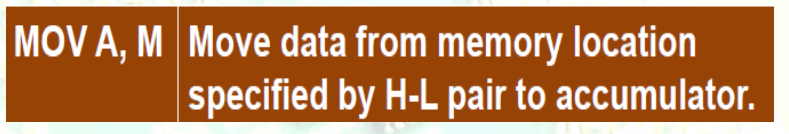 MOV A, M Move data from memory location
specified by H-L pair to accumulator.